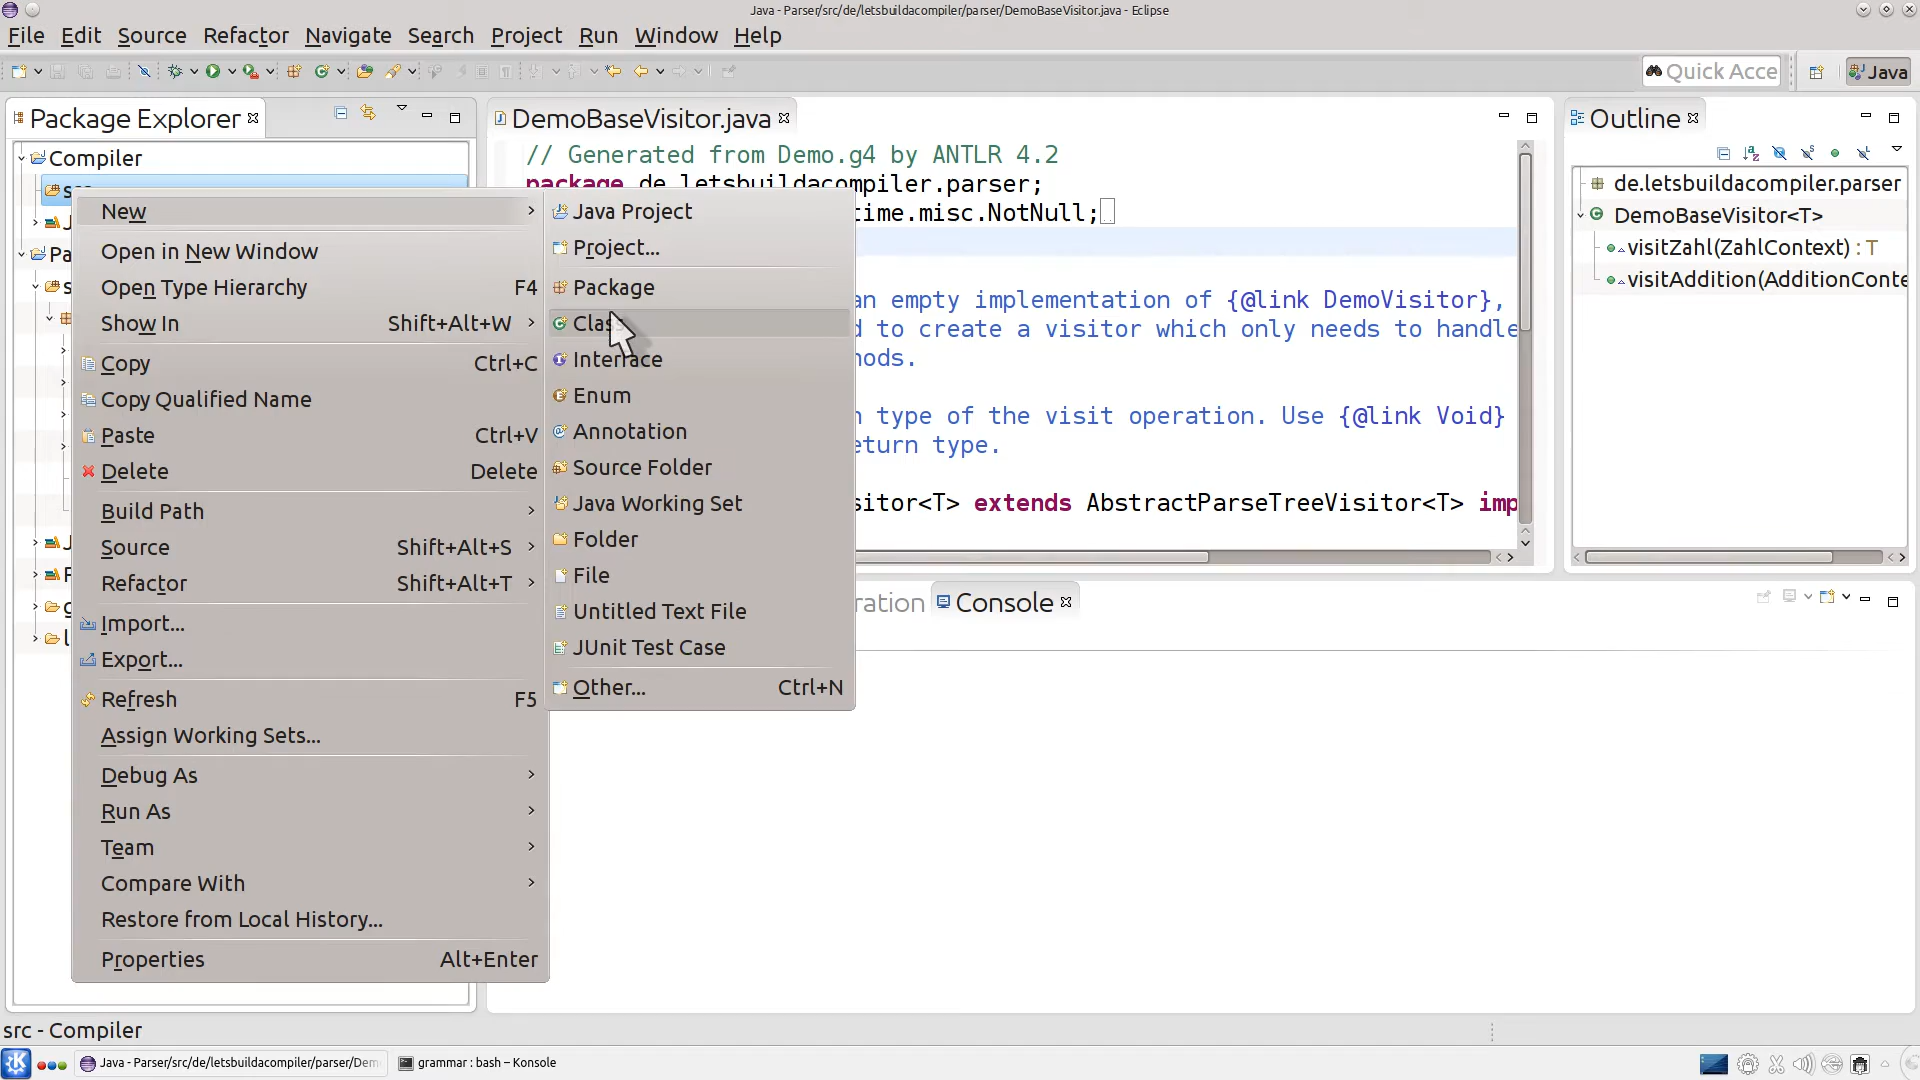 Java - Parser/src/de/letsbuildacompiler/parser/DemoBaseVisitor.java - Eclipse
File Edit Source Refactor Navigate Search Project Run Window Help
Quick Acce
Java
Package Explorer
Compiler
DemoBaseVisitor.java
// Generated from Demo.g4 by ANTLR 4.2
package de.letsbuildacompiler.parser;
time.misc.NotNull;
an empty implementation of {@link DemoVisitor},
d to create a visitor which only needs to handle
hods.
n type of the visit operation. Use {@link Void}
eturn type.
sitor<T> extends AbstractParseTreeVisitor<T> imp
Outline
de.letsbuildacompiler.parser
DemoBaseVisitor<T>
visitZahl(ZahlContext) : T
visitAddition(AdditionConte
New
Open in New Window
Open Type Hierarchy F4
Show In Shift+Alt+W
Copy Ctrl+C
Copy Qualified Name
Paste Ctrl+V
Delete Delete
Build Path
Source Shift+Alt+S
Refactor Shift+Alt+T
Import...
Export...
Refresh F5
Assign Working Sets...
Debug As
Run As
Team
Compare With
Restore from Local History...
Properties Alt+Enter
Java Project
Project...
Package
Class
Interface
Enum
Annotation
Source Folder
Java Working Set
Folder
File
Untitled Text File
JUnit Test Case
Other... Ctrl+N
ration
Console
src - Compiler
Java - Parser/src/de/letsbuildacompiler/parser/Dem
grammar : bash – Konsole